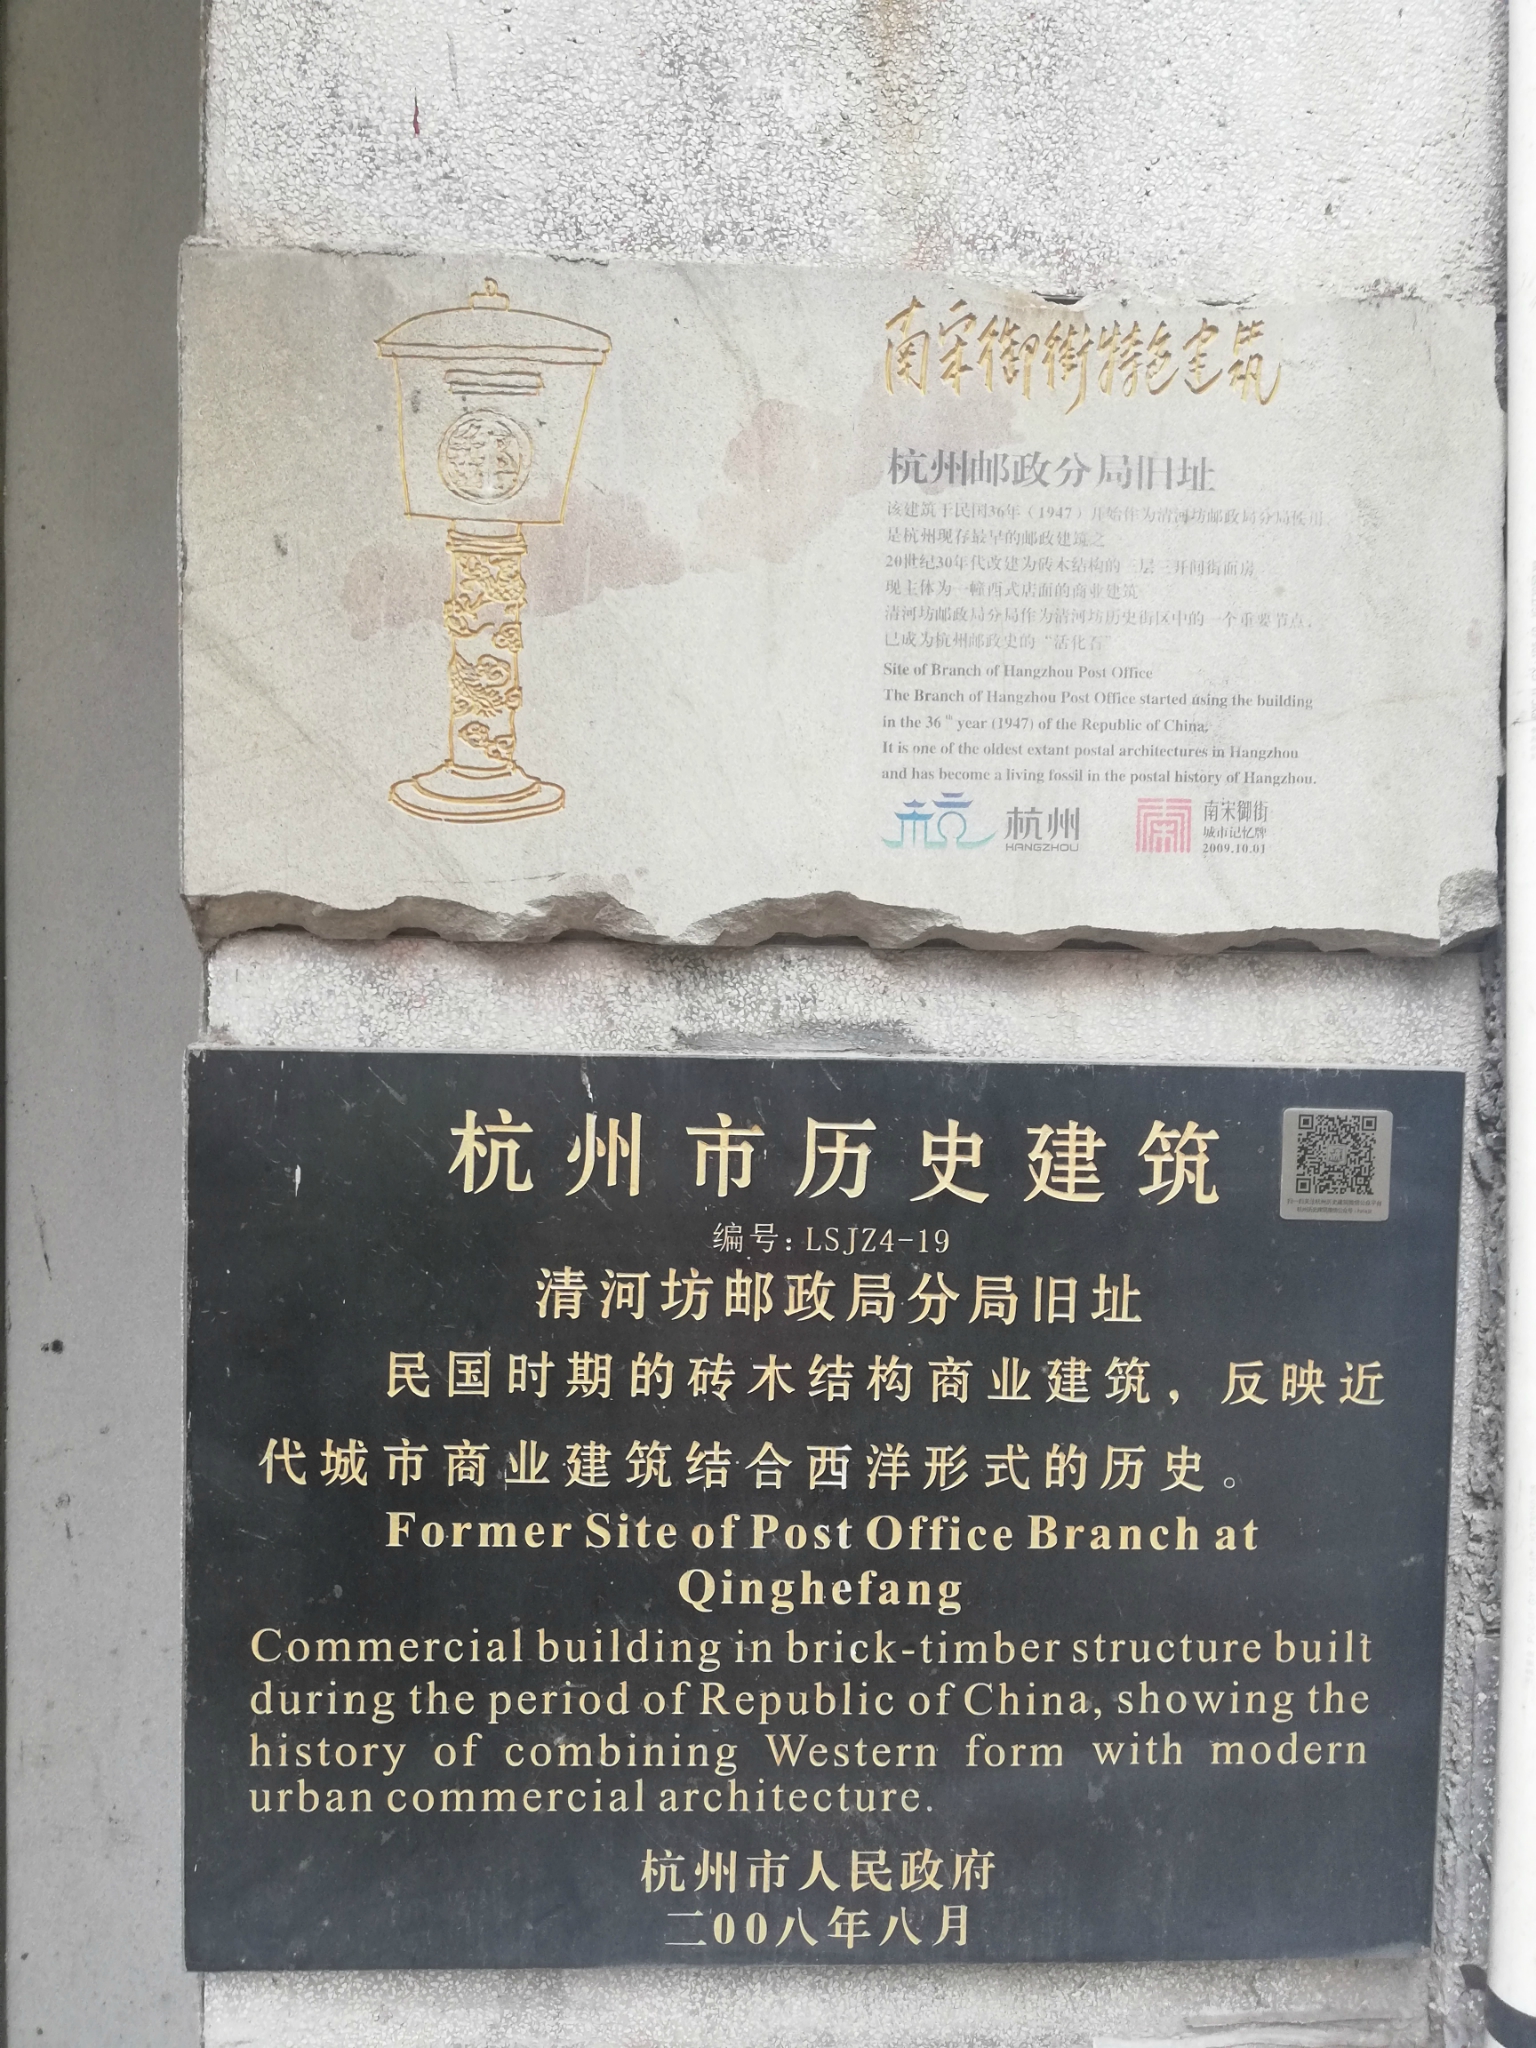 南宋御街特色建筑
杭州邮政分局旧址
该建筑于民国36年（1947）开始作为清河坊邮政局分局使用，
是杭州现存最早的邮政建筑之
20世纪30年代改建为砖木结构的三层三开间街面房
现主体为一幢西式店面的商业建筑
清河坊邮政局分局作为清河坊历史街区中的一个重要节点，
已成为杭州邮政史的“活化石”
Site of Branch of Hangzhou Post Office
The Branch of Hangzhou Post Office started using the building
in the 36 th year (1947) of the Republic of China.
It is one of the oldest extant postal architectures in Hangzhou
and has become a living fossil in the postal history of Hangzhou.
杭州
HANGZHOU
南宋御街
城市记忆牌
2009.10.01
杭州市历史建筑
编号：LSJZ4-19
清河坊邮政局分局旧址
民国时期的砖木结构商业建筑，反映近
代城市商业建筑结合西洋形式的历史。
Former Site of Post Office Branch at
Qinghefang
Commercial building in brick-timber structure built
during the period of Republic of China, showing the
history of combining Western form with modern
urban commercial architecture.
杭州市人民政府
二00八年八月